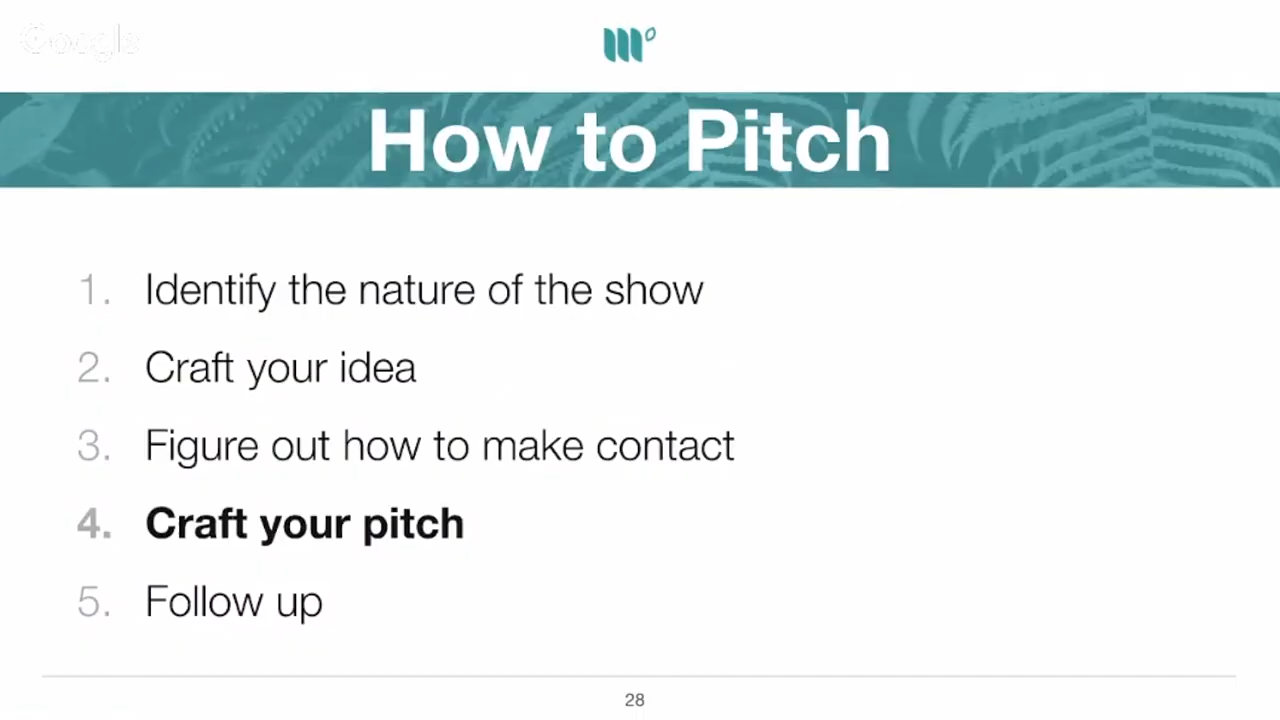 Google
How to Pitch
1. Identify the nature of the show
2. Craft your idea
3. Figure out how to make contact
4. Craft your pitch
5. Follow up
28